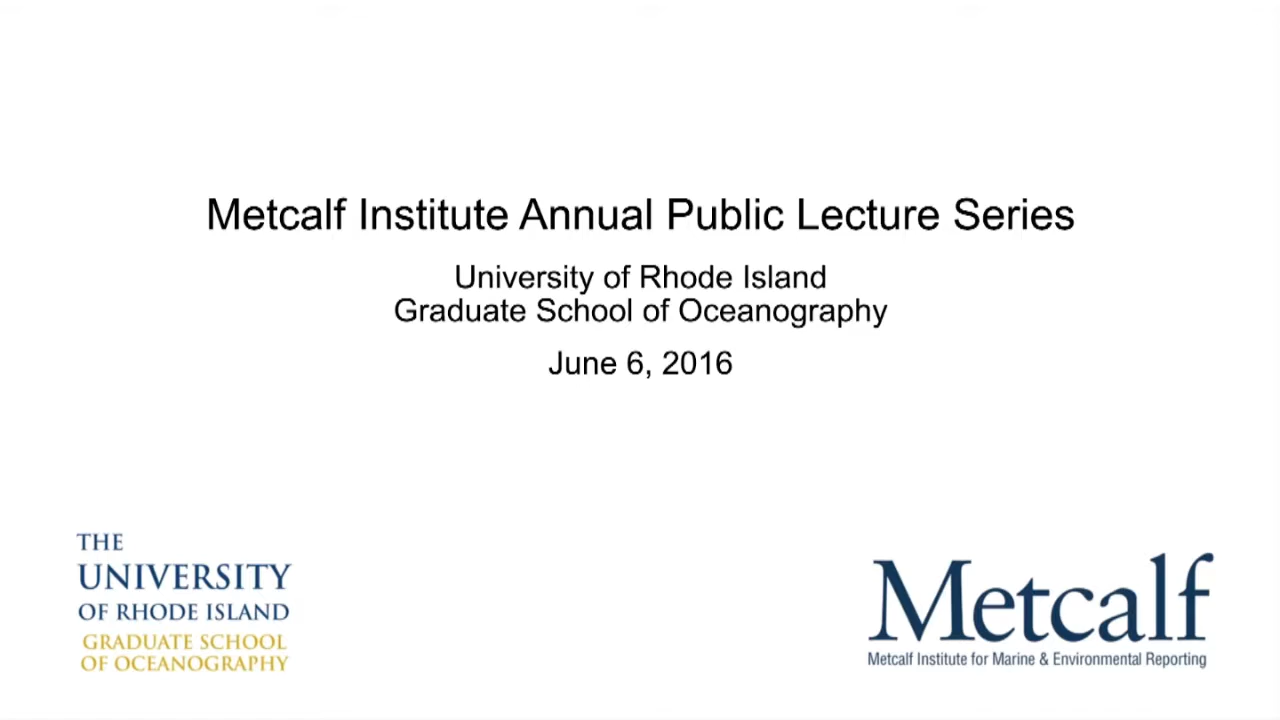 Metcalf Institute Annual Public Lecture Series
University of Rhode Island
Graduate School of Oceanography
June 6, 2016
THE
UNIVERSITY
OF RHODE ISLAND
GRADUATE SCHOOL
OF OCEANOGRAPHY
Metcalf
Metcalf Institute for Marine & Environmental Reporting